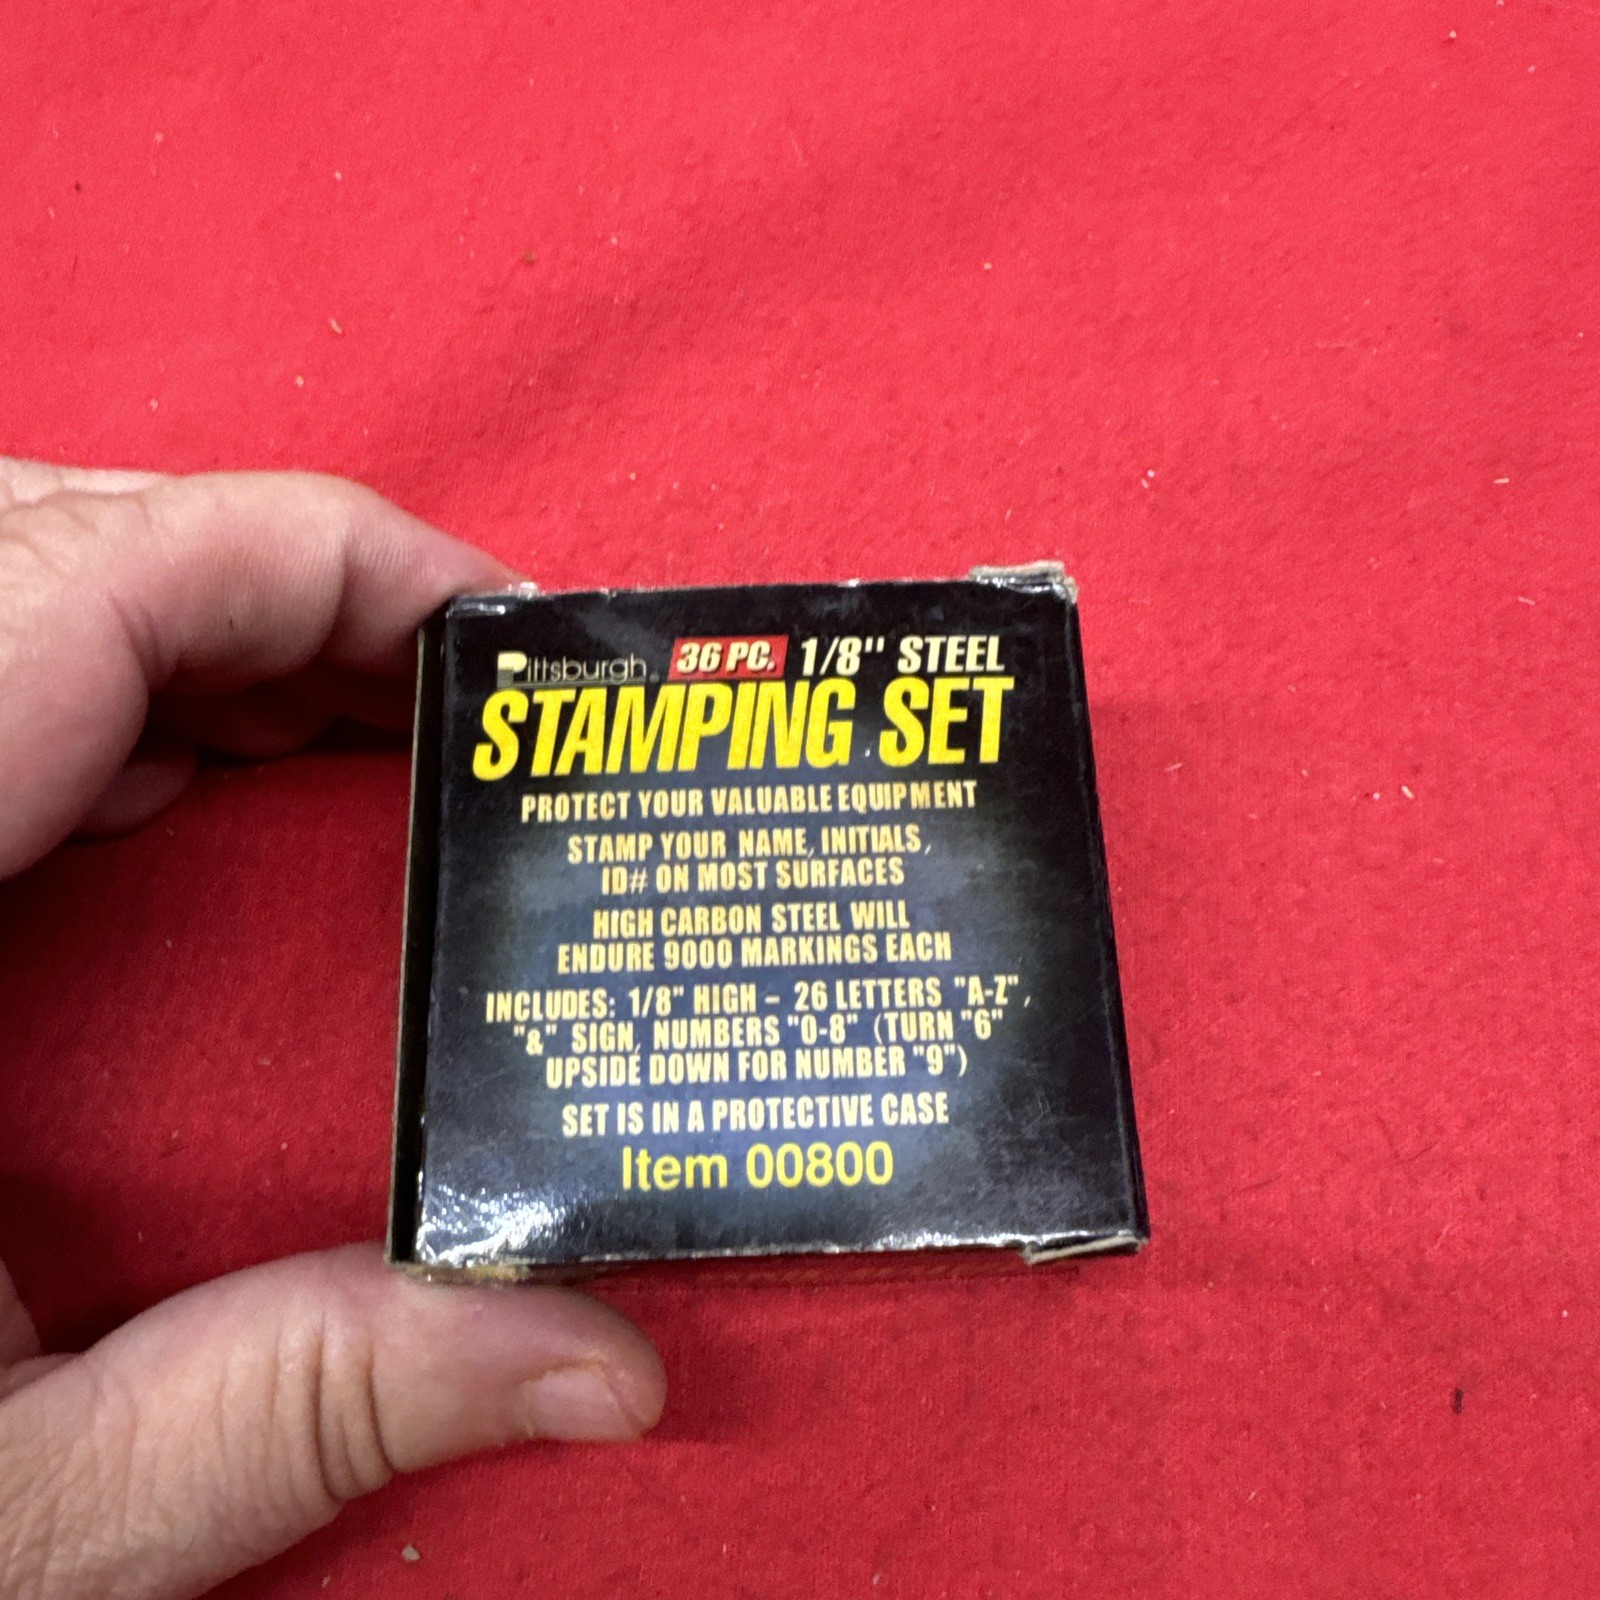 Pittsburgh® 36 PC. 1/8" STEEL
STAMPING SET
PROTECT YOUR VALUABLE EQUIPMENT
STAMP YOUR NAME, INITIALS,
ID# ON MOST SURFACES
HIGH CARBON STEEL WILL
ENDURE 9000 MARKINGS EACH
INCLUDES: 1/8" HIGH – 26 LETTERS "A-Z",
"&" SIGN, NUMBERS "0-8" (TURN "6"
UPSIDE DOWN FOR NUMBER "9")
SET IS IN A PROTECTIVE CASE
Item 00800